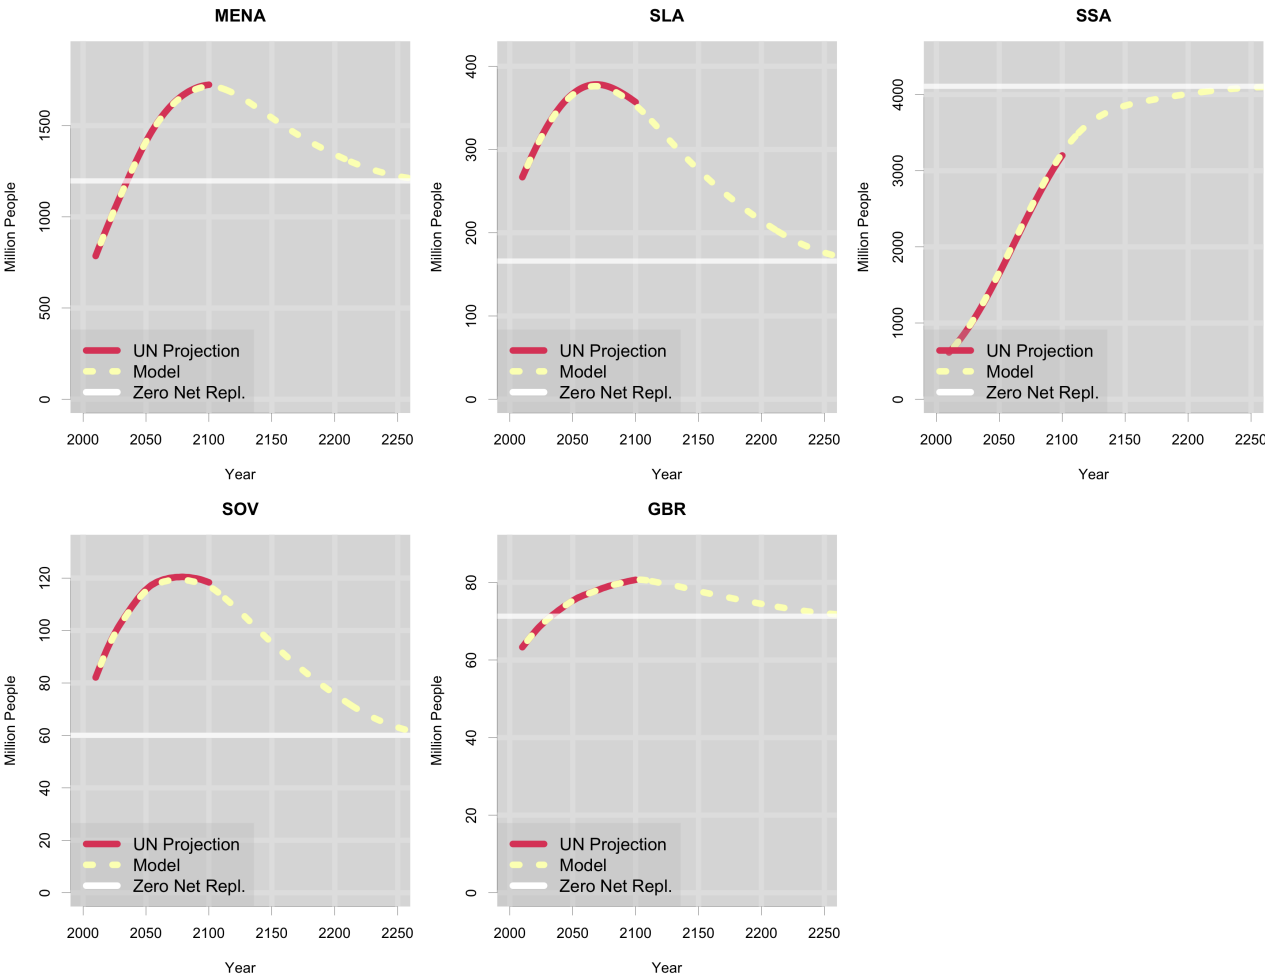 MENA
Million People
1500
1000
500
0
UN Projection
Model
Zero Net Repl.
2000 2050 2100 2150 2200 2250
Year
SLA
Million People
400
300
200
100
0
UN Projection
Model
Zero Net Repl.
2000 2050 2100 2150 2200 2250
Year
SSA
Million People
4000
3000
2000
1000
0
UN Projection
Model
Zero Net Repl.
2000 2050 2100 2150 2200 2250
Year
SOV
Million People
120
100
80
60
40
20
0
UN Projection
Model
Zero Net Repl.
2000 2050 2100 2150 2200 2250
Year
GBR
Million People
80
60
40
20
0
UN Projection
Model
Zero Net Repl.
2000 2050 2100 2150 2200 2250
Year